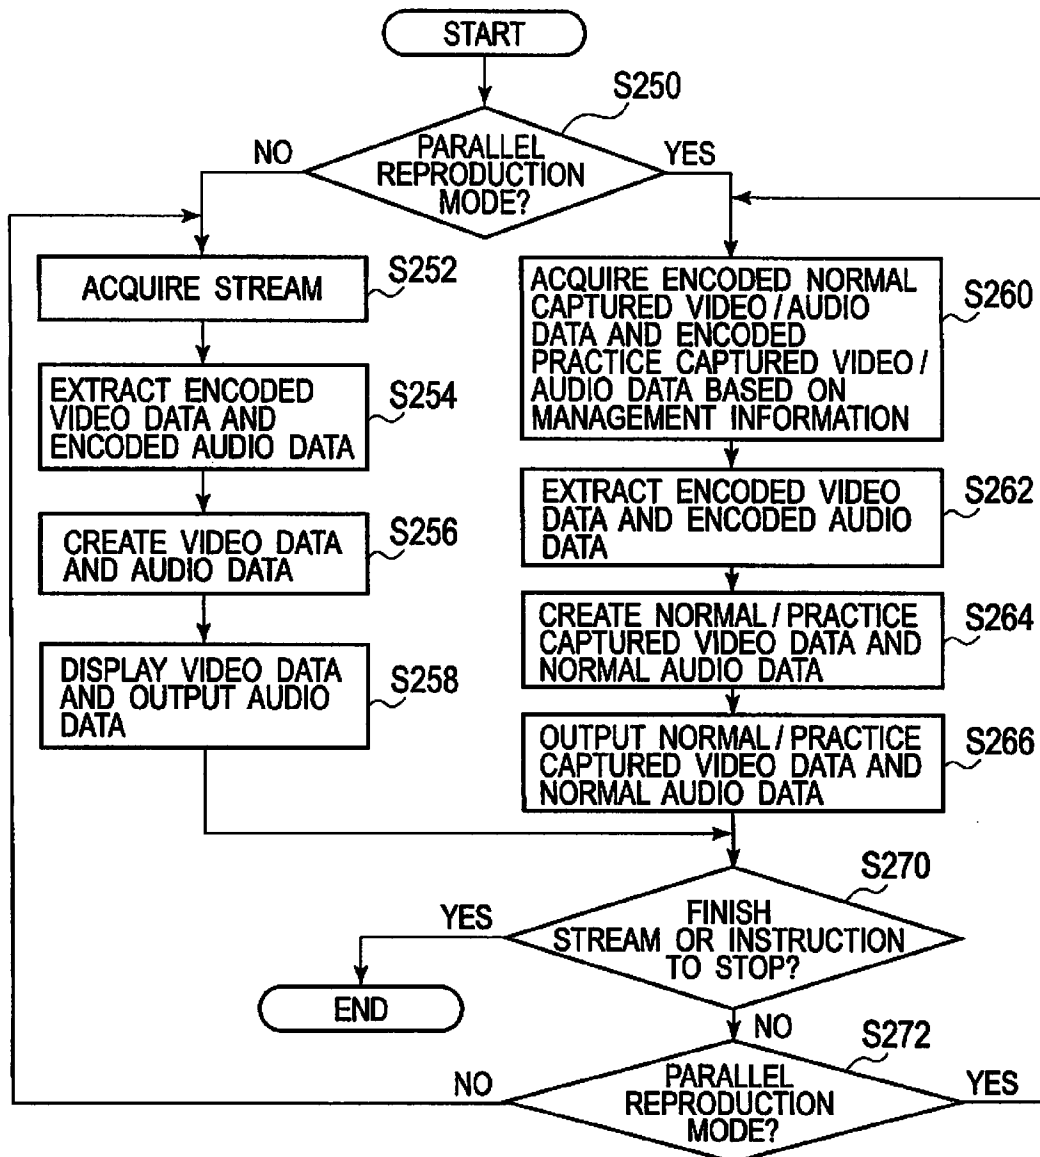 START
S250
PARALLEL
REPRODUCTION
MODE?
NO
YES
ACQUIRE STREAM
S252
EXTRACT ENCODED
VIDEO DATA AND
ENCODED AUDIO DATA
S254
CREATE VIDEO DATA
AND AUDIO DATA
S256
DISPLAY VIDEO DATA
AND OUTPUT AUDIO
DATA
S258
ACQUIRE ENCODED NORMAL
CAPTURED VIDEO/AUDIO
DATA AND ENCODED
PRACTICE CAPTURED VIDEO/
AUDIO DATA BASED ON
MANAGEMENT INFORMATION
S260
EXTRACT ENCODED VIDEO
DATA AND ENCODED AUDIO
DATA
S262
CREATE NORMAL/PRACTICE
CAPTURED VIDEO DATA AND
NORMAL AUDIO DATA
S264
OUTPUT NORMAL/PRACTICE
CAPTURED VIDEO DATA AND
NORMAL AUDIO DATA
S266
S270
FINISH
STREAM OR INSTRUCTION
TO STOP?
YES
END
NO
S272
PARALLEL
REPRODUCTION
MODE?
NO
YES